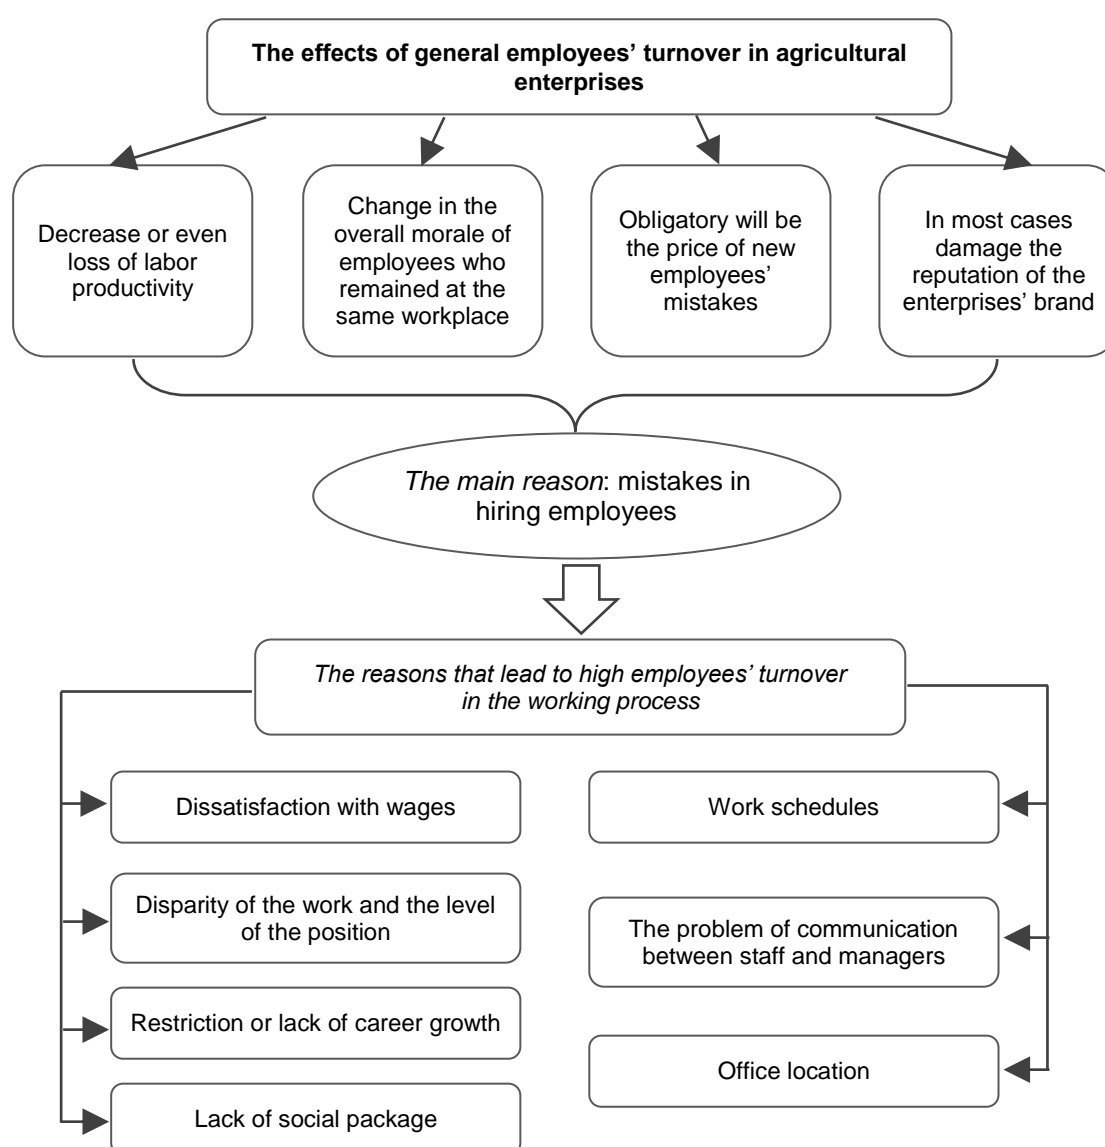 The effects of general employees’ turnover in agricultural
enterprises
Decrease or even
loss of labor
productivity
Change in the
overall morale of
employees who
remained at the
same workplace
Obligatory will be
the price of new
employees’
mistakes
In most cases
damage the
reputation of the
enterprises’ brand
The main reason: mistakes in
hiring employees
The reasons that lead to high employees’ turnover
in the working process
Dissatisfaction with wages
Disparity of the work and the level
of the position
Restriction or lack of career growth
Lack of social package
Work schedules
The problem of communication
between staff and managers
Office location